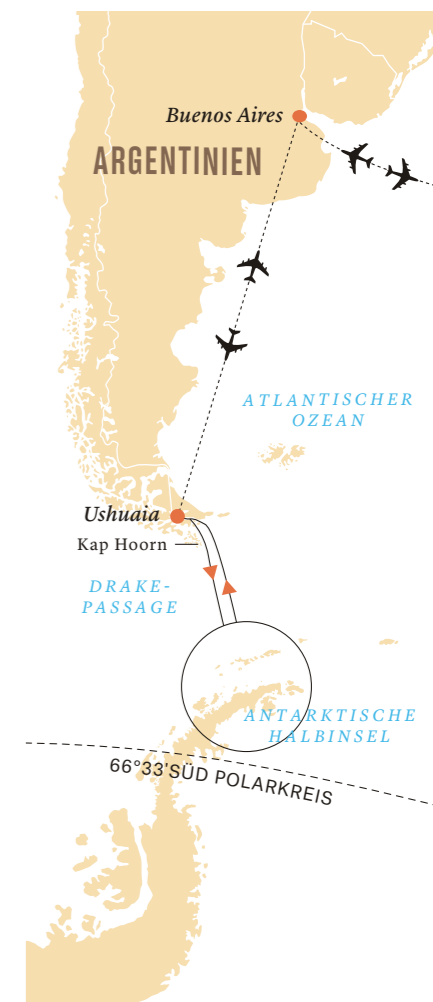 Buenos Aires
ARGENTINIEN
ATLANTISCHER
OZEAN
Ushuaia
Kap Hoorn
DRAKE-
PASSAGE
ANTARKTISCHE
HALBINSEL
66°33'SÜD POLARKREIS